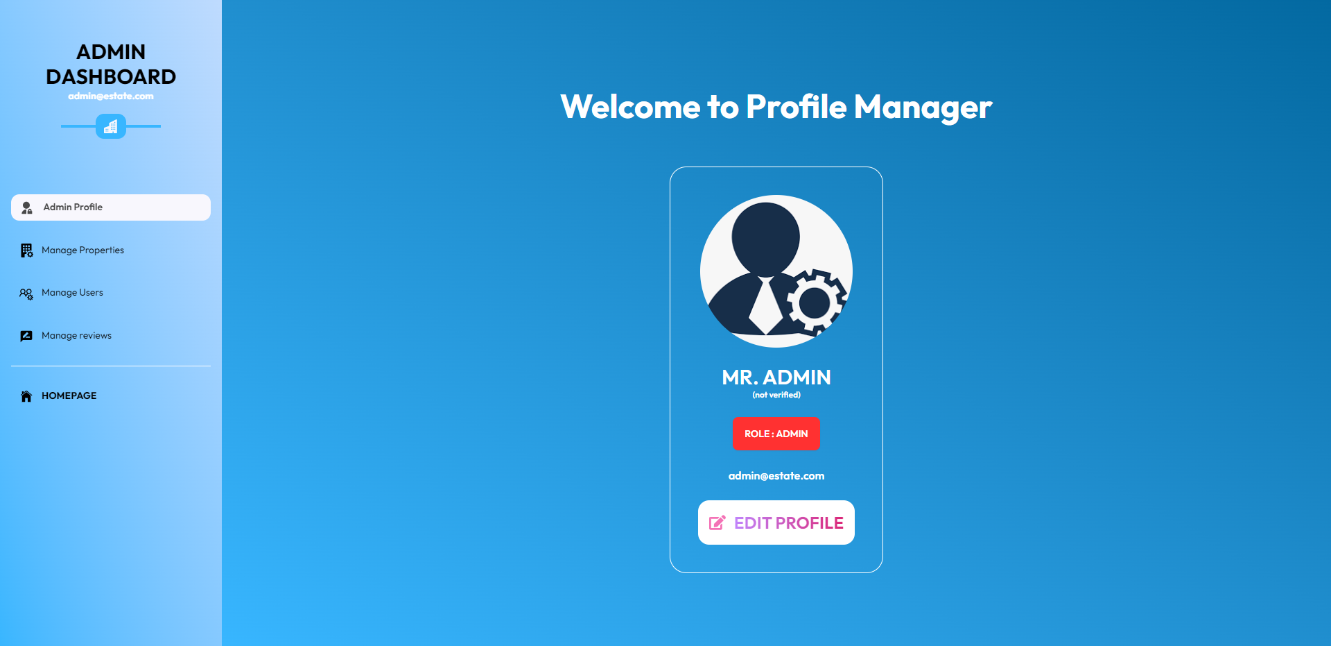 ADMIN
DASHBOARD
admin@estate.com
Admin Profile
Manage Properties
Manage Users
Manage reviews
HOMEPAGE
Welcome to Profile Manager
MR. ADMIN
(not verified)
ROLE : ADMIN
admin@estate.com
EDIT PROFILE